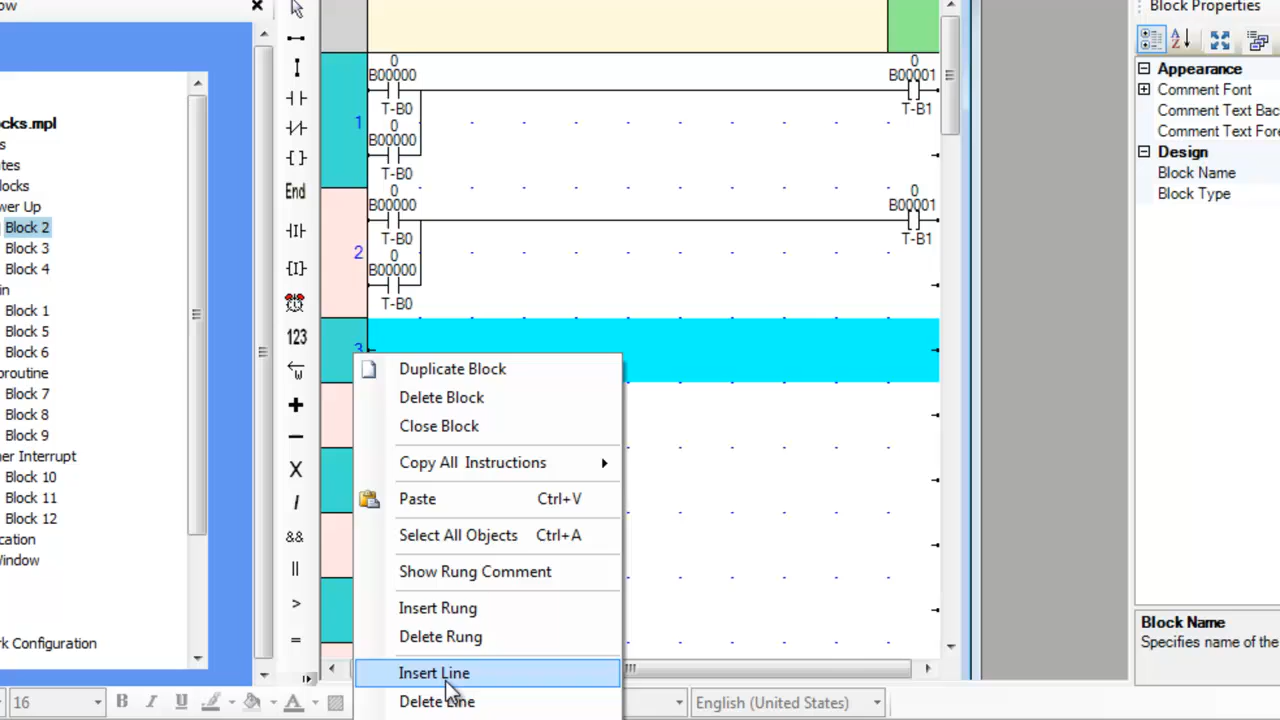 ow
Block Properties
cks.mpl
s
ates
locks
wer Up
Block 2
Block 3
Block 4
in
Block 1
Block 5
Block 6
oroutine
Block 7
Block 8
Block 9
ner Interrupt
Block 10
Block 11
Block 12
cation
Window
rk Configuration
End
123
W
X
/
&&
||
>
=
0
B00000
T-B0
0
B00001
T-B1
1
0
B00000
T-B0
0
B00000
T-B0
0
B00001
T-B1
2
0
B00000
T-B0
3
Duplicate Block
Delete Block
Close Block
Copy All Instructions
Paste Ctrl+V
Select All Objects Ctrl+A
Show Rung Comment
Insert Rung
Delete Rung
Insert Line
Delete Line
Appearance
Comment Font
Comment Text Bac
Comment Text Fore
Design
Block Name
Block Type
Block Name
Specifies name of the
16
B
I
U
A
English (United States)